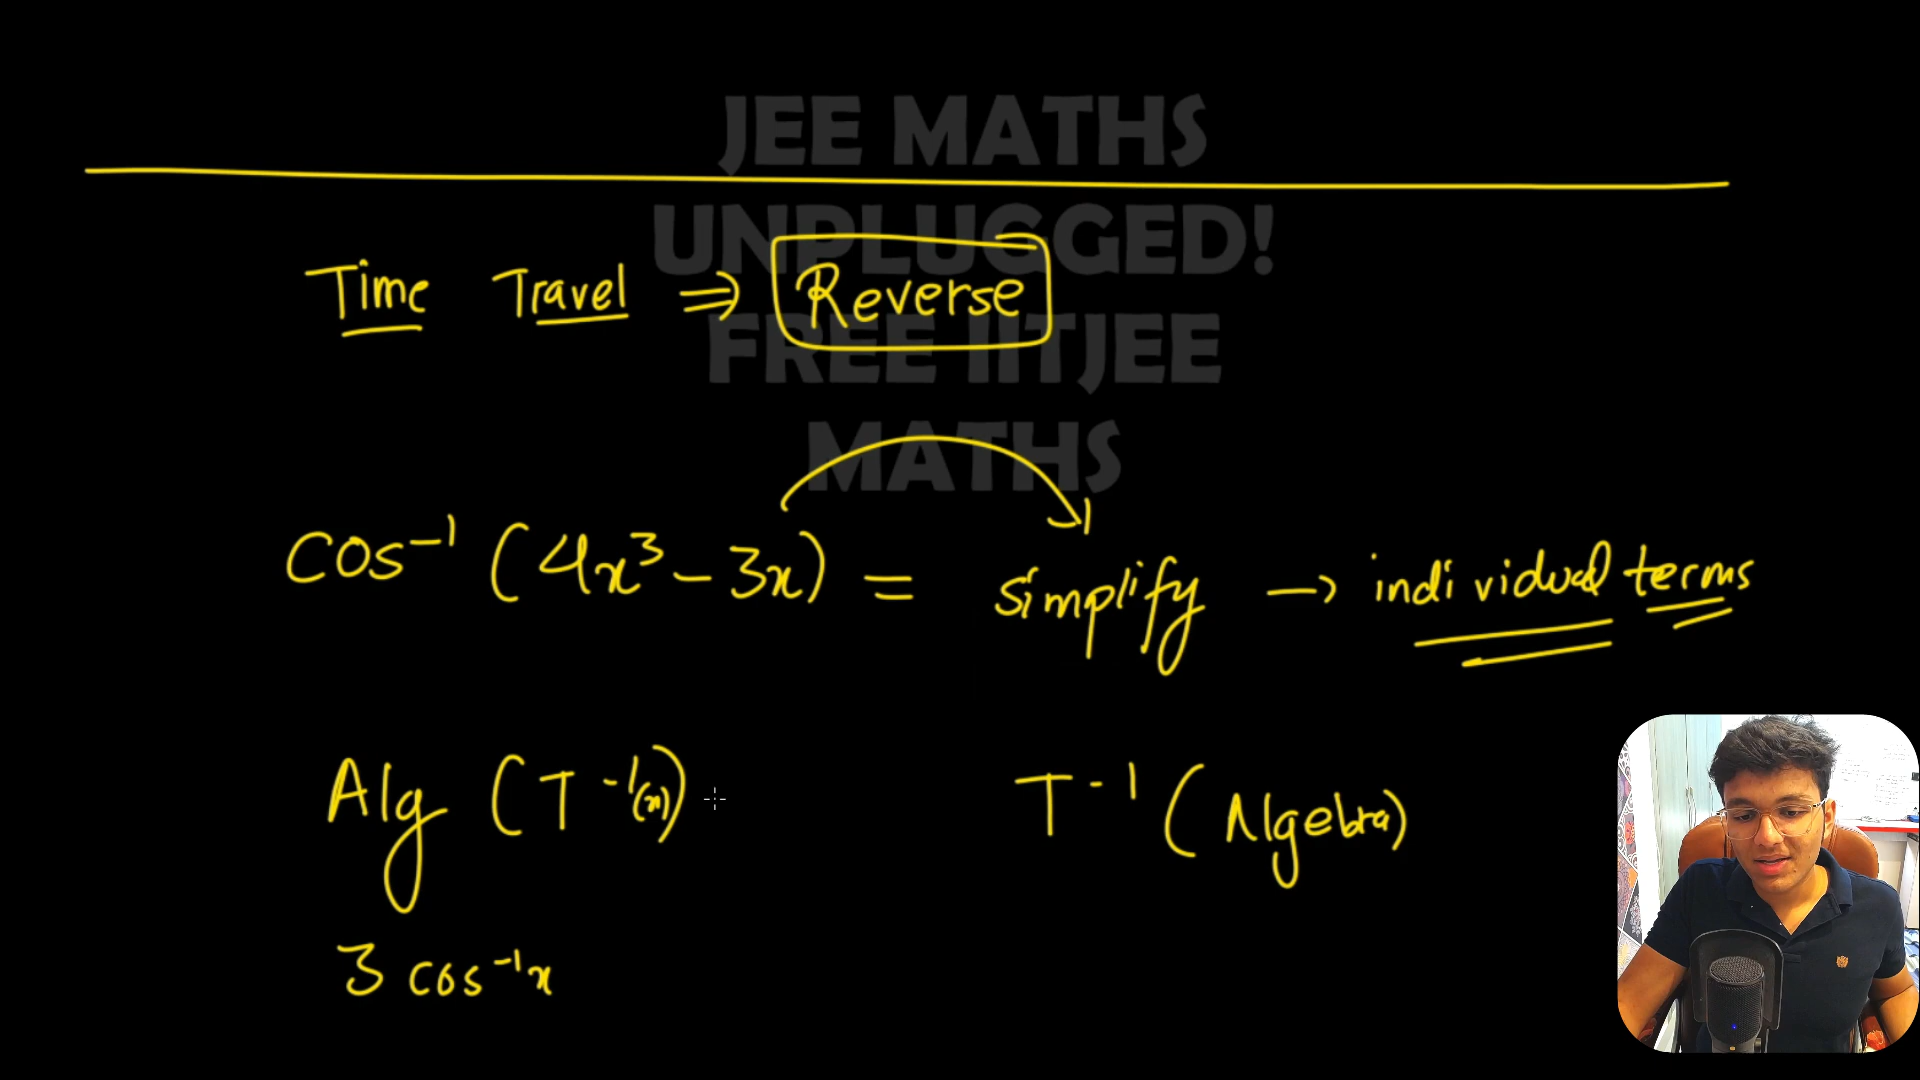 JEE MATHS
UNPLUGGED!
FREE IITJEE
MATHS
Time Travel ⇒ Reverse
cos⁻¹ (4x³ − 3x) = simplify → individual terms
Alg (T⁻¹(x)) T⁻¹ (Algebra)
3 cos⁻¹x